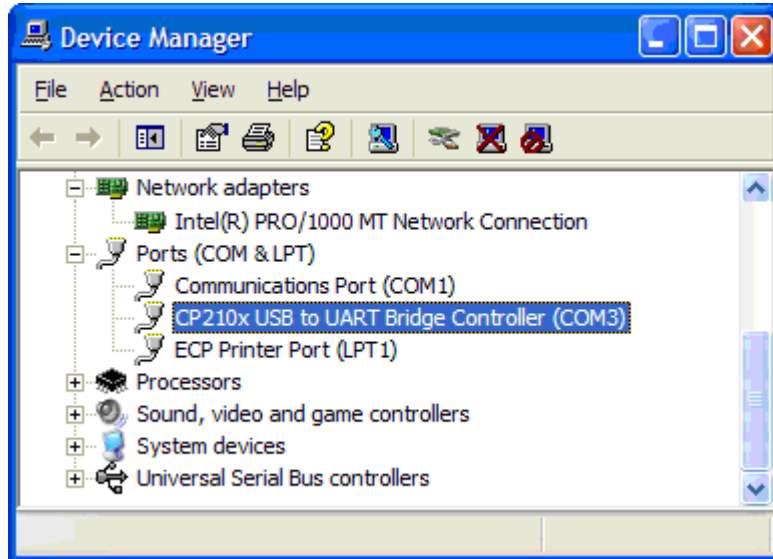 Device Manager
File Action View Help
Network adapters
Intel(R) PRO/1000 MT Network Connection
Ports (COM & LPT)
Communications Port (COM1)
CP210x USB to UART Bridge Controller (COM3)
ECP Printer Port (LPT1)
Processors
Sound, video and game controllers
System devices
Universal Serial Bus controllers